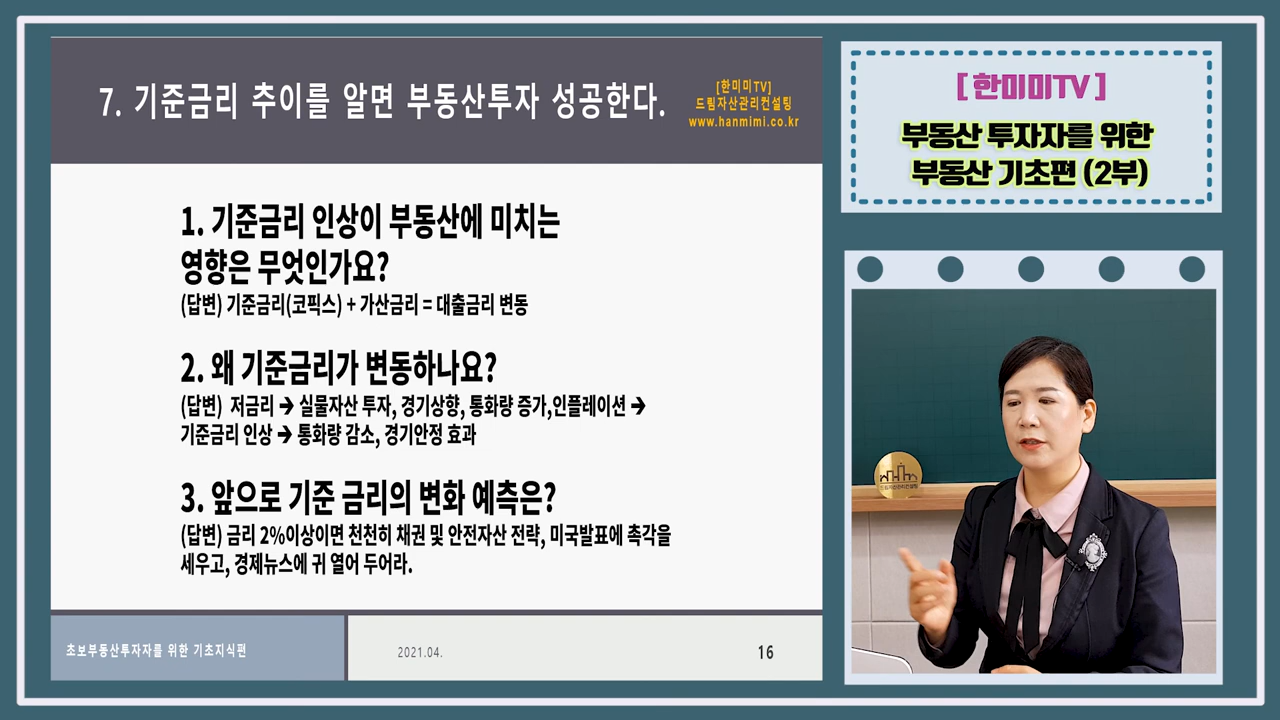 7. 기준금리 추이를 알면 부동산투자 성공한다.
[한미미TV]
드림자산관리컨설팅
www.hanmimi.co.kr
1. 기준금리 인상이 부동산에 미치는
영향은 무엇인가요?
(답변) 기준금리(코픽스) + 가산금리 = 대출금리 변동
2. 왜 기준금리가 변동하나요?
(답변) 저금리 → 실물자산 투자, 경기상향, 통화량 증가,인플레이션 →
기준금리 인상 → 통화량 감소, 경기안정 효과
3. 앞으로 기준 금리의 변화 예측은?
(답변) 금리 2%이상이면 천천히 채권 및 안전자산 전략, 미국발표에 촉각을
세우고, 경제뉴스에 귀 열어 두어라.
초보부동산투자자를 위한 기초지식편
2021.04.
16
[ 한미미TV ]
부동산 투자자를 위한
부동산 기초편 (2부)
드림자산관리컨설팅